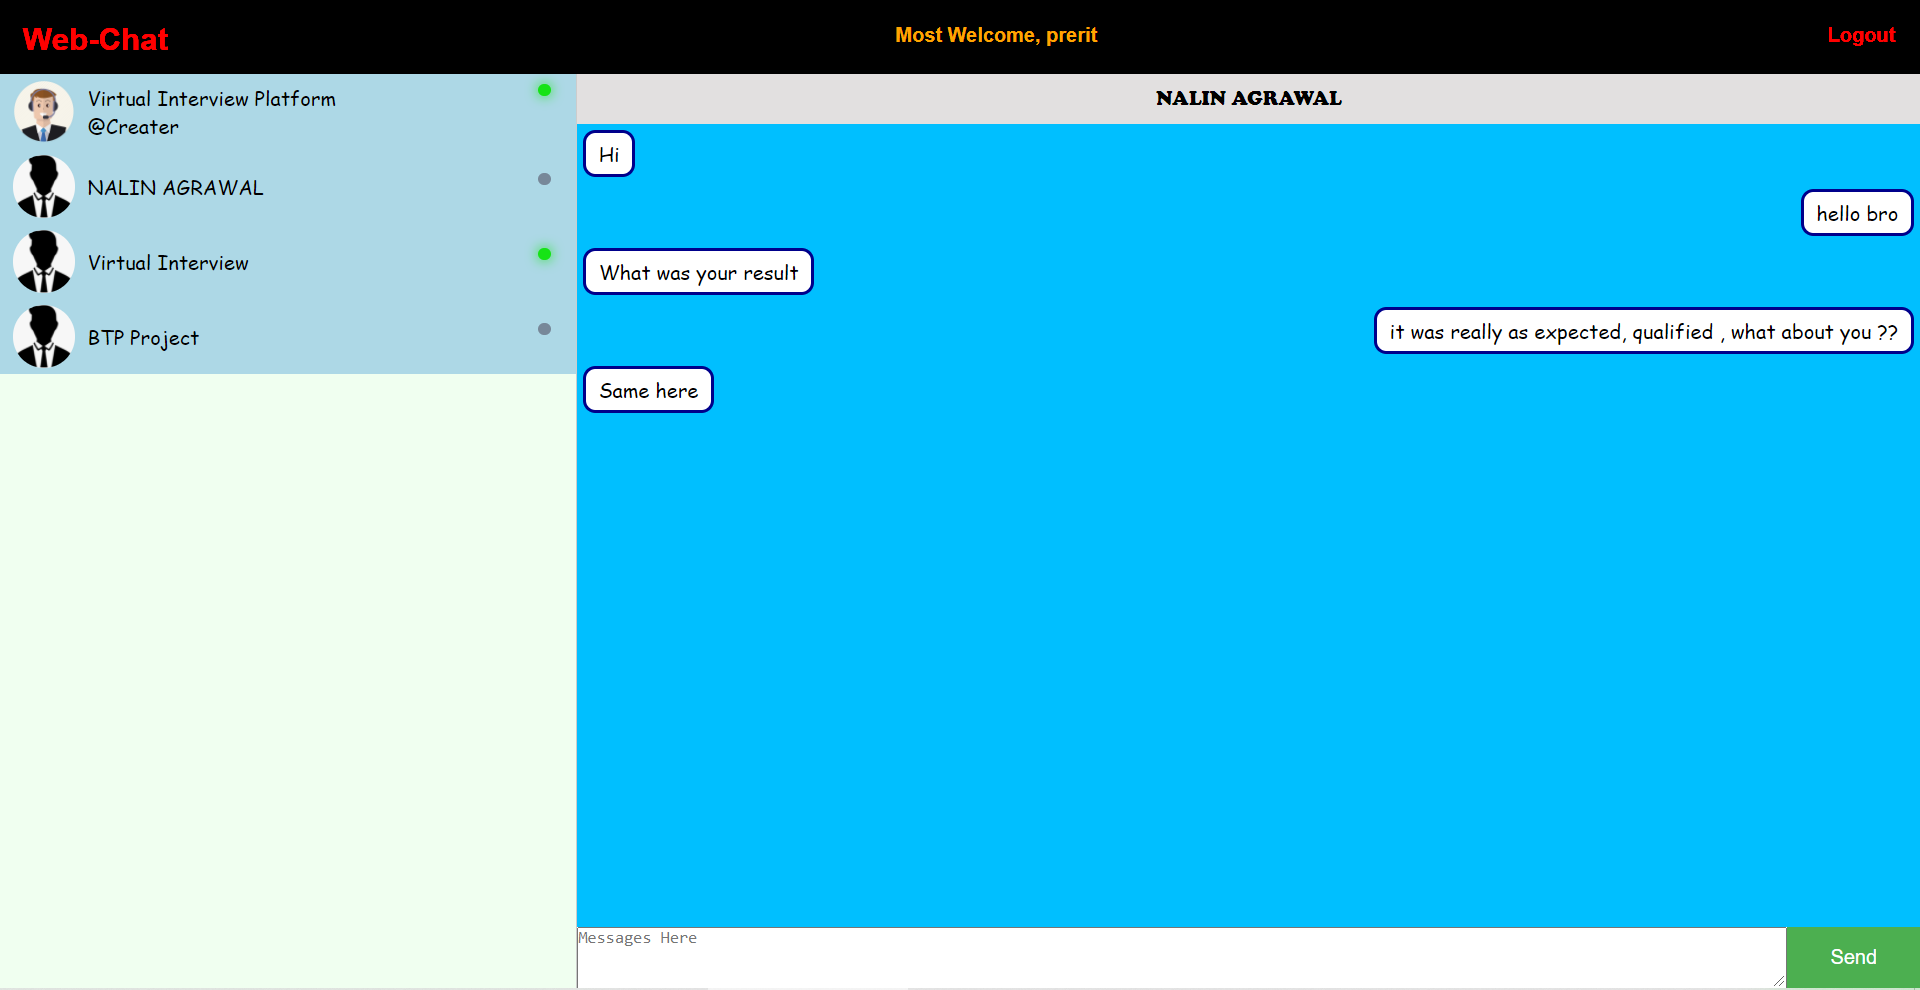 Web-Chat
Most Welcome, prerit
Logout
Virtual Interview Platform
@Creater
NALIN AGRAWAL
Virtual Interview
BTP Project
NALIN AGRAWAL
Hi
hello bro
What was your result
it was really as expected, qualified , what about you ??
Same here
Messages Here
Send